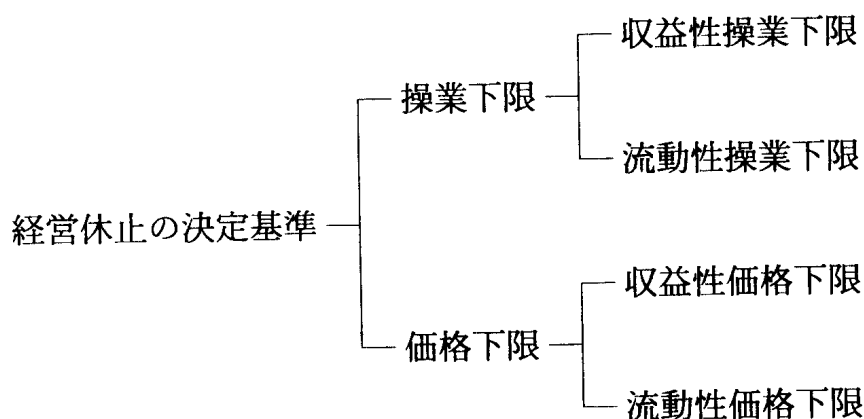 収益性操業下限
操業下限
流動性操業下限
経営休止の決定基準
収益性価格下限
価格下限
流動性価格下限